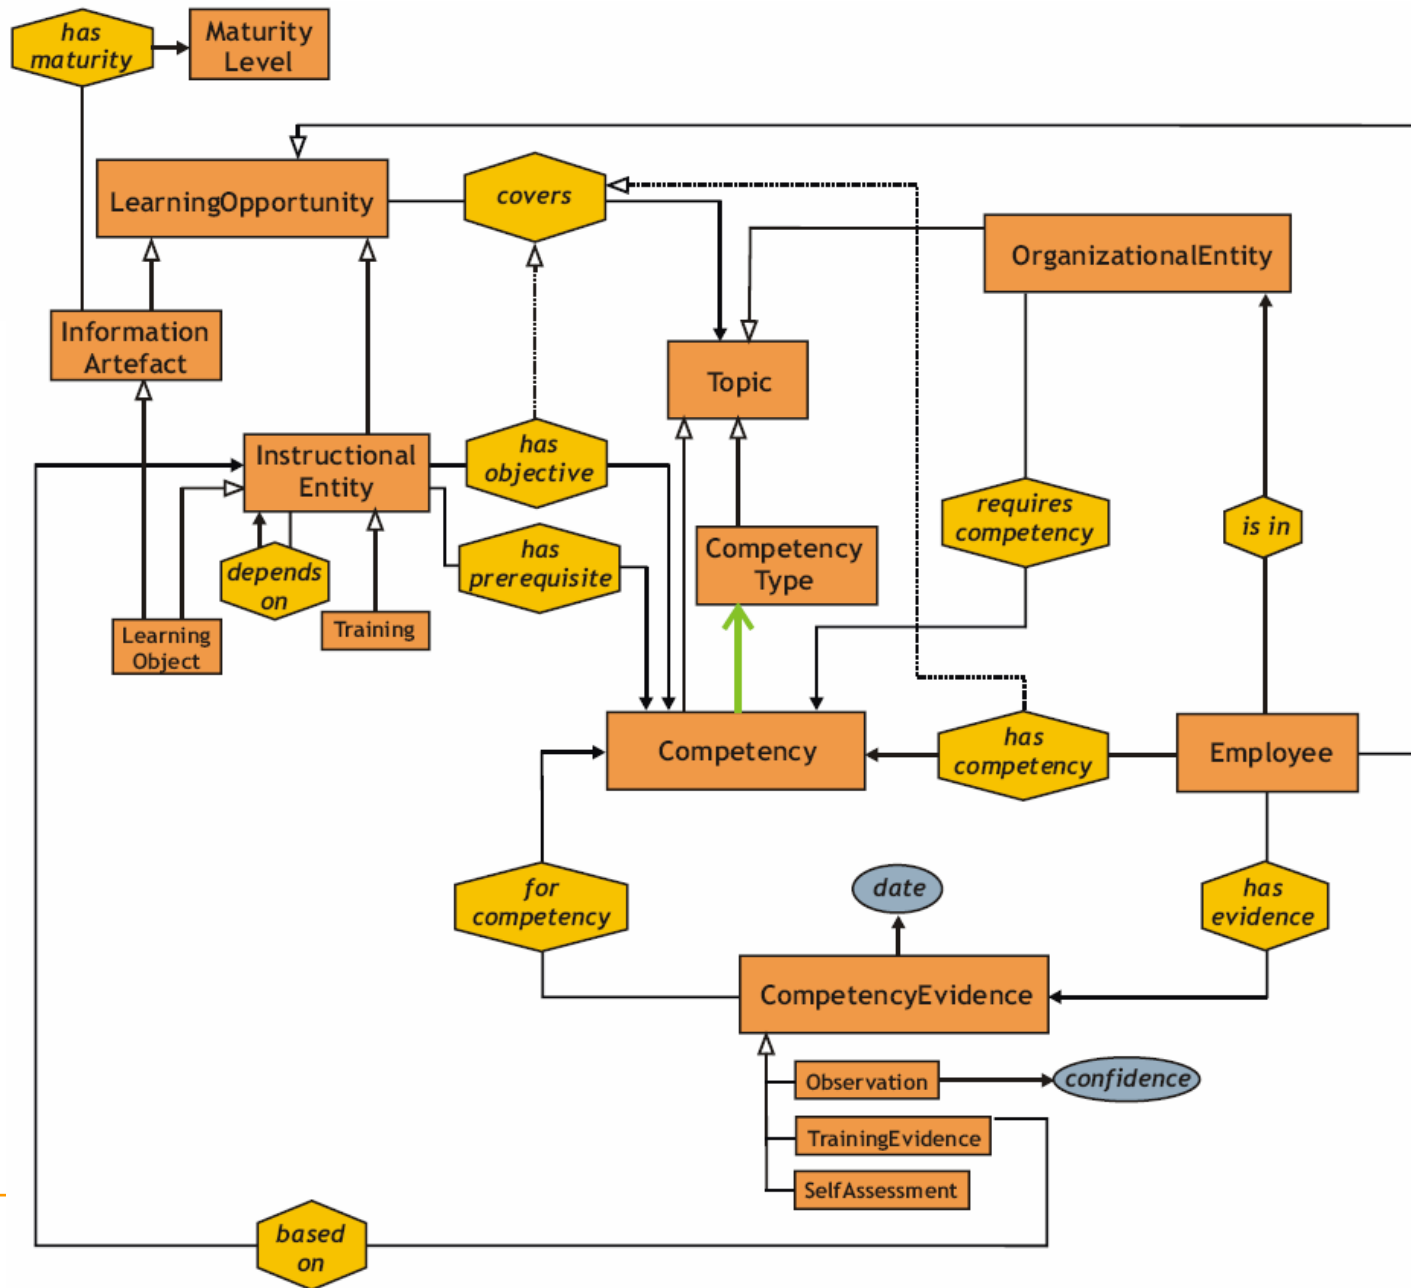 has
maturity
Maturity
Level
LearningOpportunity
covers
OrganizationalEntity
Information
Artefact
Topic
Instructional
Entity
has
objective
requires
competency
is in
has
prerequisite
Competency
Type
depends
on
Learning
Object
Training
Competency
has
competency
Employee
for
competency
date
has
evidence
CompetencyEvidence
Observation
confidence
TrainingEvidence
SelfAssessment
based
on